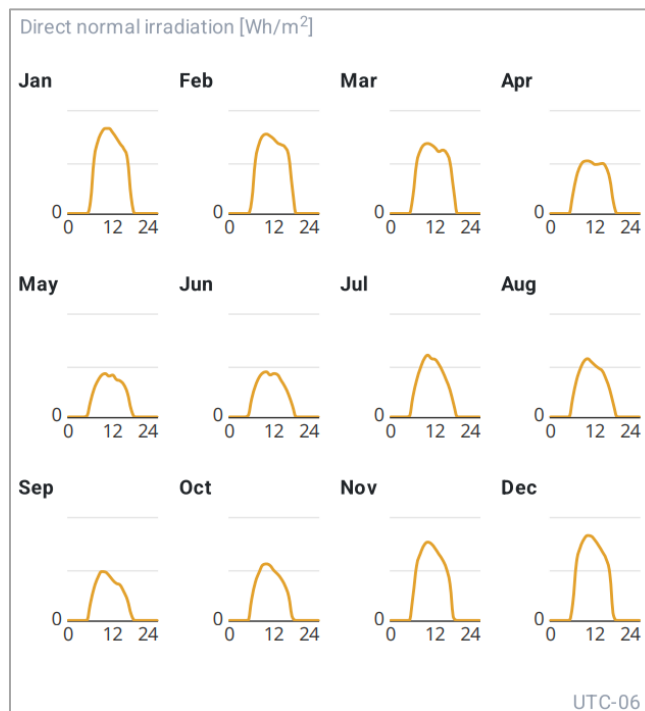 Direct normal irradiation [Wh/m²]
Jan Feb Mar Apr
0 0 0 0
0 12 24 0 12 24 0 12 24 0 12 24
May Jun Jul Aug
0 0 0 0
0 12 24 0 12 24 0 12 24 0 12 24
Sep Oct Nov Dec
0 0 0 0
0 12 24 0 12 24 0 12 24 0 12 24
UTC-06